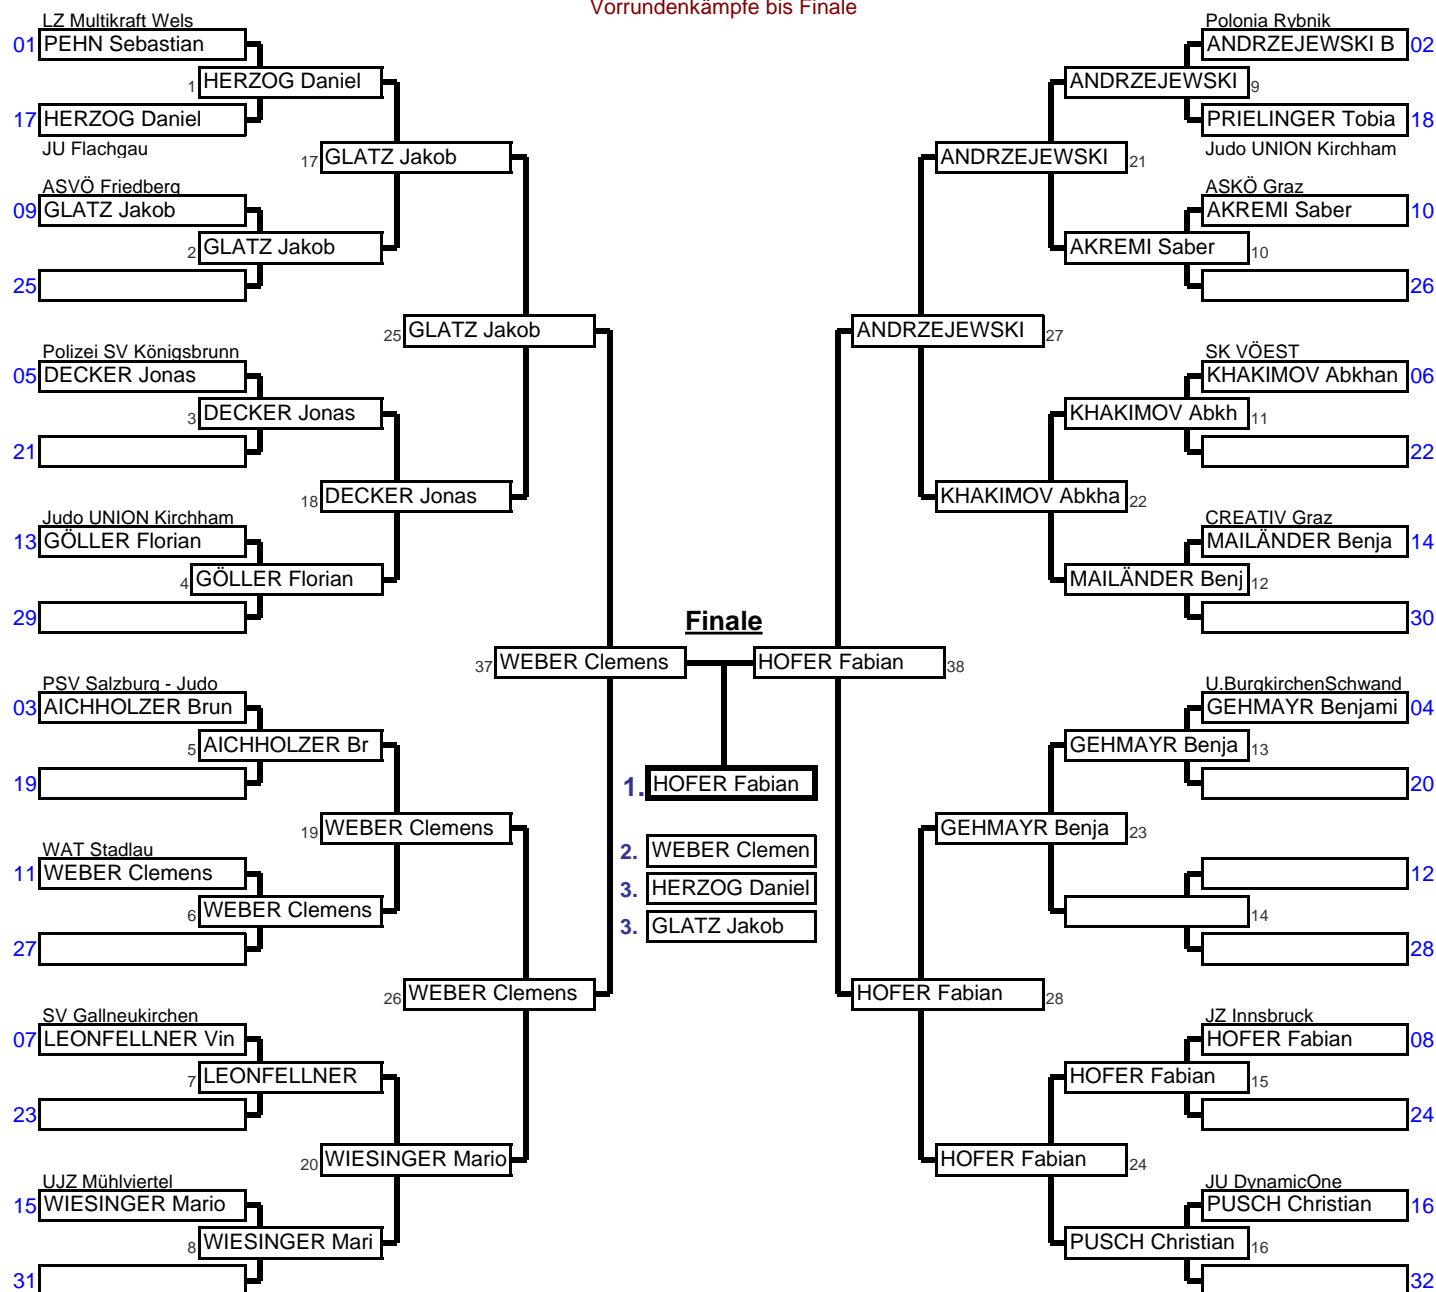 Vorrundenkämpfe bis Finale
LZ Multikraft Wels
01 PEHN Sebastian
1 HERZOG Daniel
17 HERZOG Daniel
JU Flachgau
17 GLATZ Jakob
ASVÖ Friedberg
09 GLATZ Jakob
2 GLATZ Jakob
25
25 GLATZ Jakob
Polizei SV Königsbrunn
05 DECKER Jonas
3 DECKER Jonas
21
18 DECKER Jonas
Judo UNION Kirchham
13 GÖLLER Florian
4 GÖLLER Florian
29
37 WEBER Clemens
PSV Salzburg - Judo
03 AICHHOLZER Brun
5 AICHHOLZER Br
19
19 WEBER Clemens
WAT Stadlau
11 WEBER Clemens
6 WEBER Clemens
27
26 WEBER Clemens
SV Gallneukirchen
07 LEONFELLNER Vin
7 LEONFELLNER
23
20 WIESINGER Mario
UJZ Mühlviertel
15 WIESINGER Mario
8 WIESINGER Mari
31
Finale
1. HOFER Fabian
2. WEBER Clemen
3. HERZOG Daniel
3. GLATZ Jakob
Polonia Rybnik
ANDRZEJEWSKI B 02
ANDRZEJEWSKI 9
PRIELINGER Tobia 18
Judo UNION Kirchham
ANDRZEJEWSKI 21
ASKÖ Graz
AKREMI Saber 10
AKREMI Saber 10
26
ANDRZEJEWSKI 27
SK VÖEST
KHAKIMOV Abkhan 06
KHAKIMOV Abkh 11
22
KHAKIMOV Abkha 22
CREATIV Graz
MAILÄNDER Benja 14
MAILÄNDER Benj 12
30
HOFER Fabian 38
U.BurgkirchenSchwand
GEHMAYR Benjami 04
GEHMAYR Benja 13
20
GEHMAYR Benja 23
12
14
28
HOFER Fabian 28
JZ Innsbruck
HOFER Fabian 08
HOFER Fabian 15
24
HOFER Fabian 24
JU DynamicOne
PUSCH Christian 16
PUSCH Christian 16
32